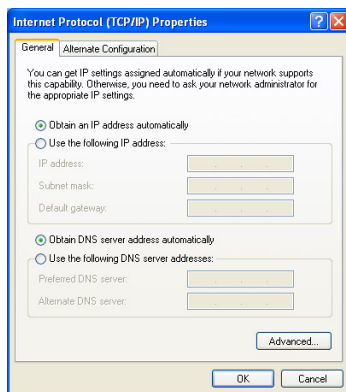 Internet Protocol (TCP/IP) Properties
General Alternate Configuration
You can get IP settings assigned automatically if your network supports
this capability. Otherwise, you need to ask your network administrator for
the appropriate IP settings.
Obtain an IP address automatically
Use the following IP address:
IP address:
Subnet mask:
Default gateway:
Obtain DNS server address automatically
Use the following DNS server addresses:
Preferred DNS server:
Alternate DNS server:
Advanced...
OK Cancel